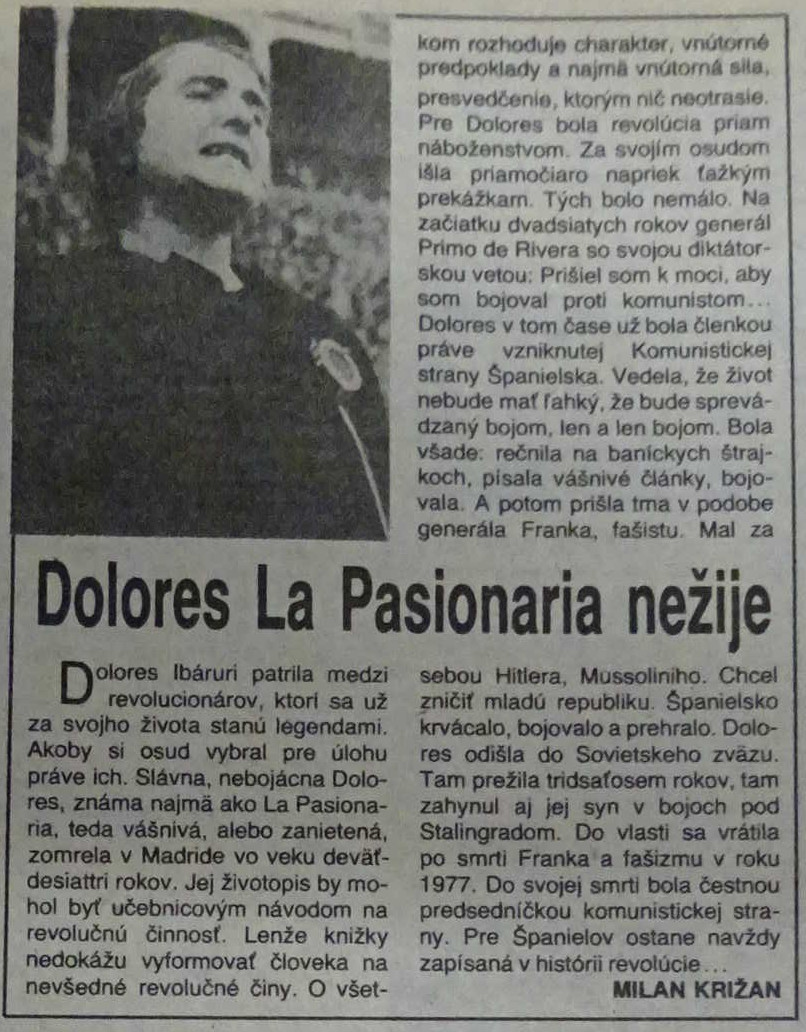 Dolores La Pasionaria nežije
Dolores Ibáruri patrila medzi
revolucionárov, ktorí sa už
za svojho života stanú legendami.
Akoby si osud vybral pre úlohu
práve ich. Slávna, nebojácna Dolo-
res, známa najmä ako La Pasiona-
ria, teda vášnivá, alebo zanietená,
zomrela v Madride vo veku deväť-
desiattri rokov. Jej životopis by mo-
hol byť učebnicovým návodom na
revolučnú činnosť. Lenže knižky
nedokážu vyformovať človeka na
nevšedné revolučné činy. O všet-
kom rozhoduje charakter, vnútorné
predpoklady a najmä vnútorná sila,
presvedčenie, ktorým nič neotrasie.
Pre Dolores bola revolúcia priam
náboženstvom. Za svojím osudom
išla priamočiaro napriek ťažkým
prekážkam. Tých bolo nemálo. Na
začiatku dvadsiatych rokov generál
Primo de Rivera so svojou diktátor-
skou vetou: Prišiel som k moci, aby
som bojoval proti komunistom...
Dolores v tom čase už bola členkou
práve vzniknutej Komunistickej
strany Španielska. Vedela, že život
nebude mať ľahký, že bude sprevá-
dzaný bojom, len a len bojom. Bola
všade: rečnila na baníckych štraj-
koch, písala vášnivé články, bojo-
vala. A potom prišla tma v podobe
generála Franka, fašistu. Mal za
sebou Hitlera, Mussoliniho. Chcel
zničiť mladú republiku. Španielsko
krvácalo, bojovalo a prehralo. Dolo-
res odišla do Sovietskeho zväzu.
Tam prežila tridsaťosem rokov, tam
zahynul aj jej syn v bojoch pod
Stalingradom. Do vlasti sa vrátila
po smrti Franka a fašizmu v roku
1977. Do svojej smrti bola čestnou
predsedníčkou komunistickej stra-
ny. Pre Španielov ostane navždy
zapísaná v histórii revolúcie...
MILAN KRIŽAN